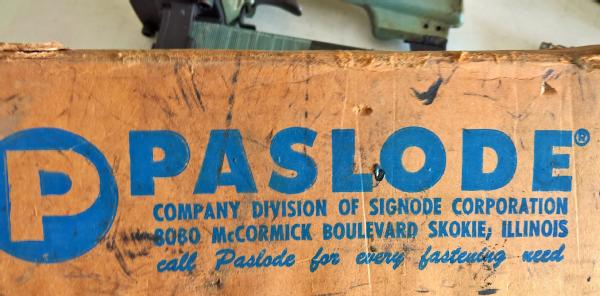 P PASLODE®
COMPANY DIVISION OF SIGNODE CORPORATION
8080 McCORMICK BOULEVARD SKOKIE, ILLINOIS
call Paslode for every fastening need